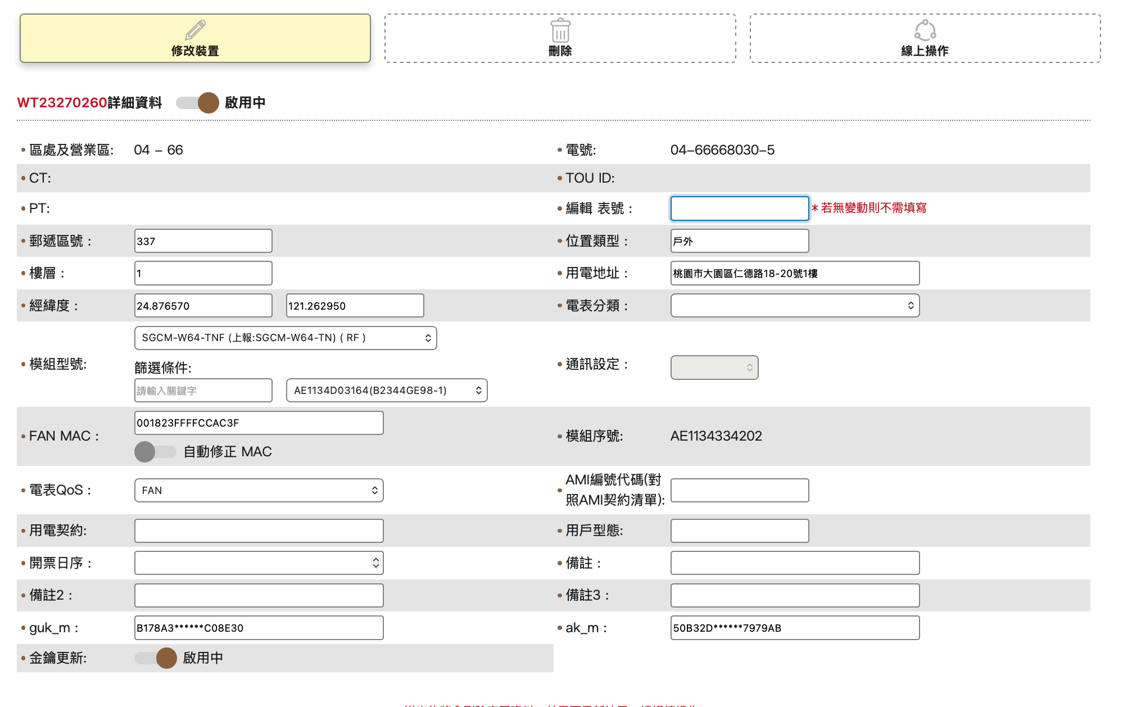 修改裝置
刪除
線上操作
WT23270260詳細資料 啟用中
• 區處及營業區: 04 – 66
• 電號: 04–66668030–5
• CT:
• TOU ID:
• PT:
• 編輯 表號： * 若無變動則不需填寫
• 郵遞區號： 337
• 位置類型： 戶外
• 樓層： 1
• 用電地址： 桃園市大園區仁德路18-20號1樓
• 經緯度： 24.876570 121.262950
• 電表分類：
SGCM-W64-TNF (上報:SGCM-W64-TN) ( RF )
• 模組型號: 篩選條件:
請輸入關鍵字 AE1134D03164(B2344GE98-1)
• 通訊設定：
001823FFFFCCAC3F
• FAN MAC：
自動修正 MAC
• 模組序號: AE1134334202
• 電表QoS： FAN
• AMI編號代碼(對
照AMI契約清單):
• 用電契約:
• 用戶型態:
• 開票日序：
• 備註：
• 備註2：
• 備註3：
• guk_m： B178A3******C08E30
• ak_m： 50B32D******7979AB
• 金鑰更新: 啟用中